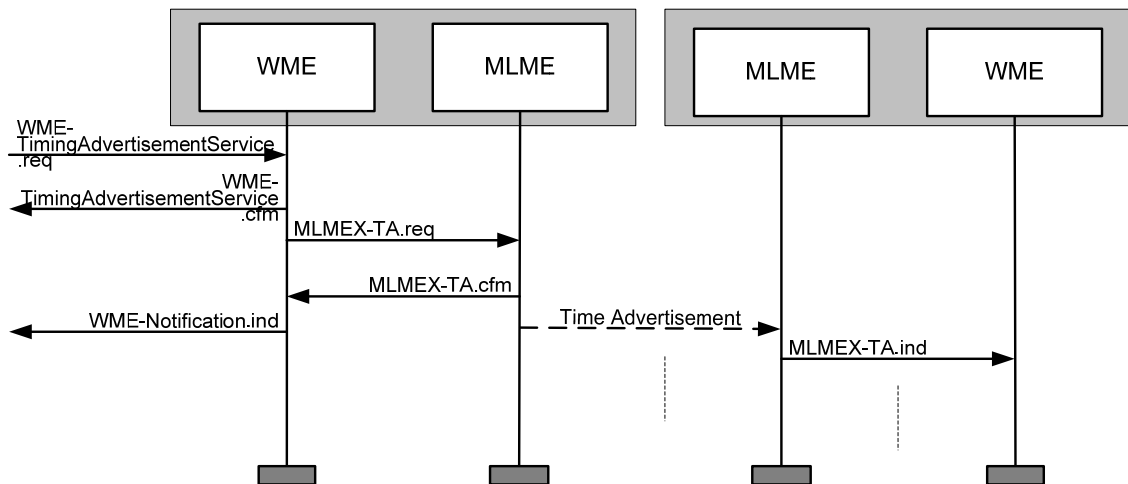 WME
MLME
MLME
WME
WME-
TimingAdvertisementService
.req
WME-
TimingAdvertisementService
.cfm
MLMEX-TA.req
MLMEX-TA.cfm
WME-Notification.ind
Time Advertisement
MLMEX-TA.ind